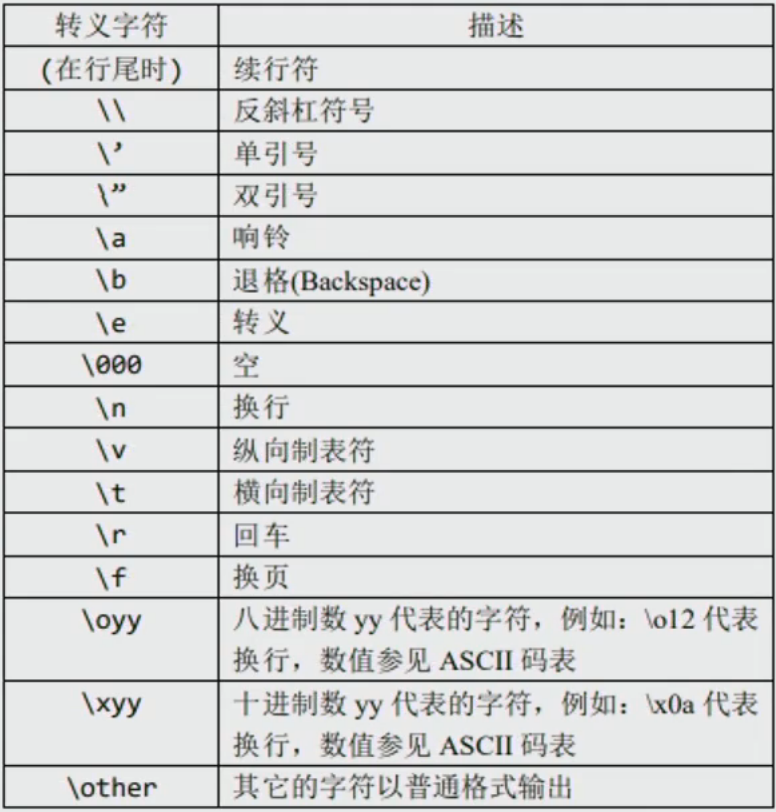 转义字符 描述
(在行尾时) 续行符
\\ 反斜杠符号
\’ 单引号
\” 双引号
\a 响铃
\b 退格(Backspace)
\e 转义
\000 空
\n 换行
\v 纵向制表符
\t 横向制表符
\r 回车
\f 换页
\oyy 八进制数 yy 代表的字符，例如：\o12 代表
换行，数值参见 ASCII 码表
\xyy 十进制数 yy 代表的字符，例如：\x0a 代表
换行，数值参见 ASCII 码表
\other 其它的字符以普通格式输出